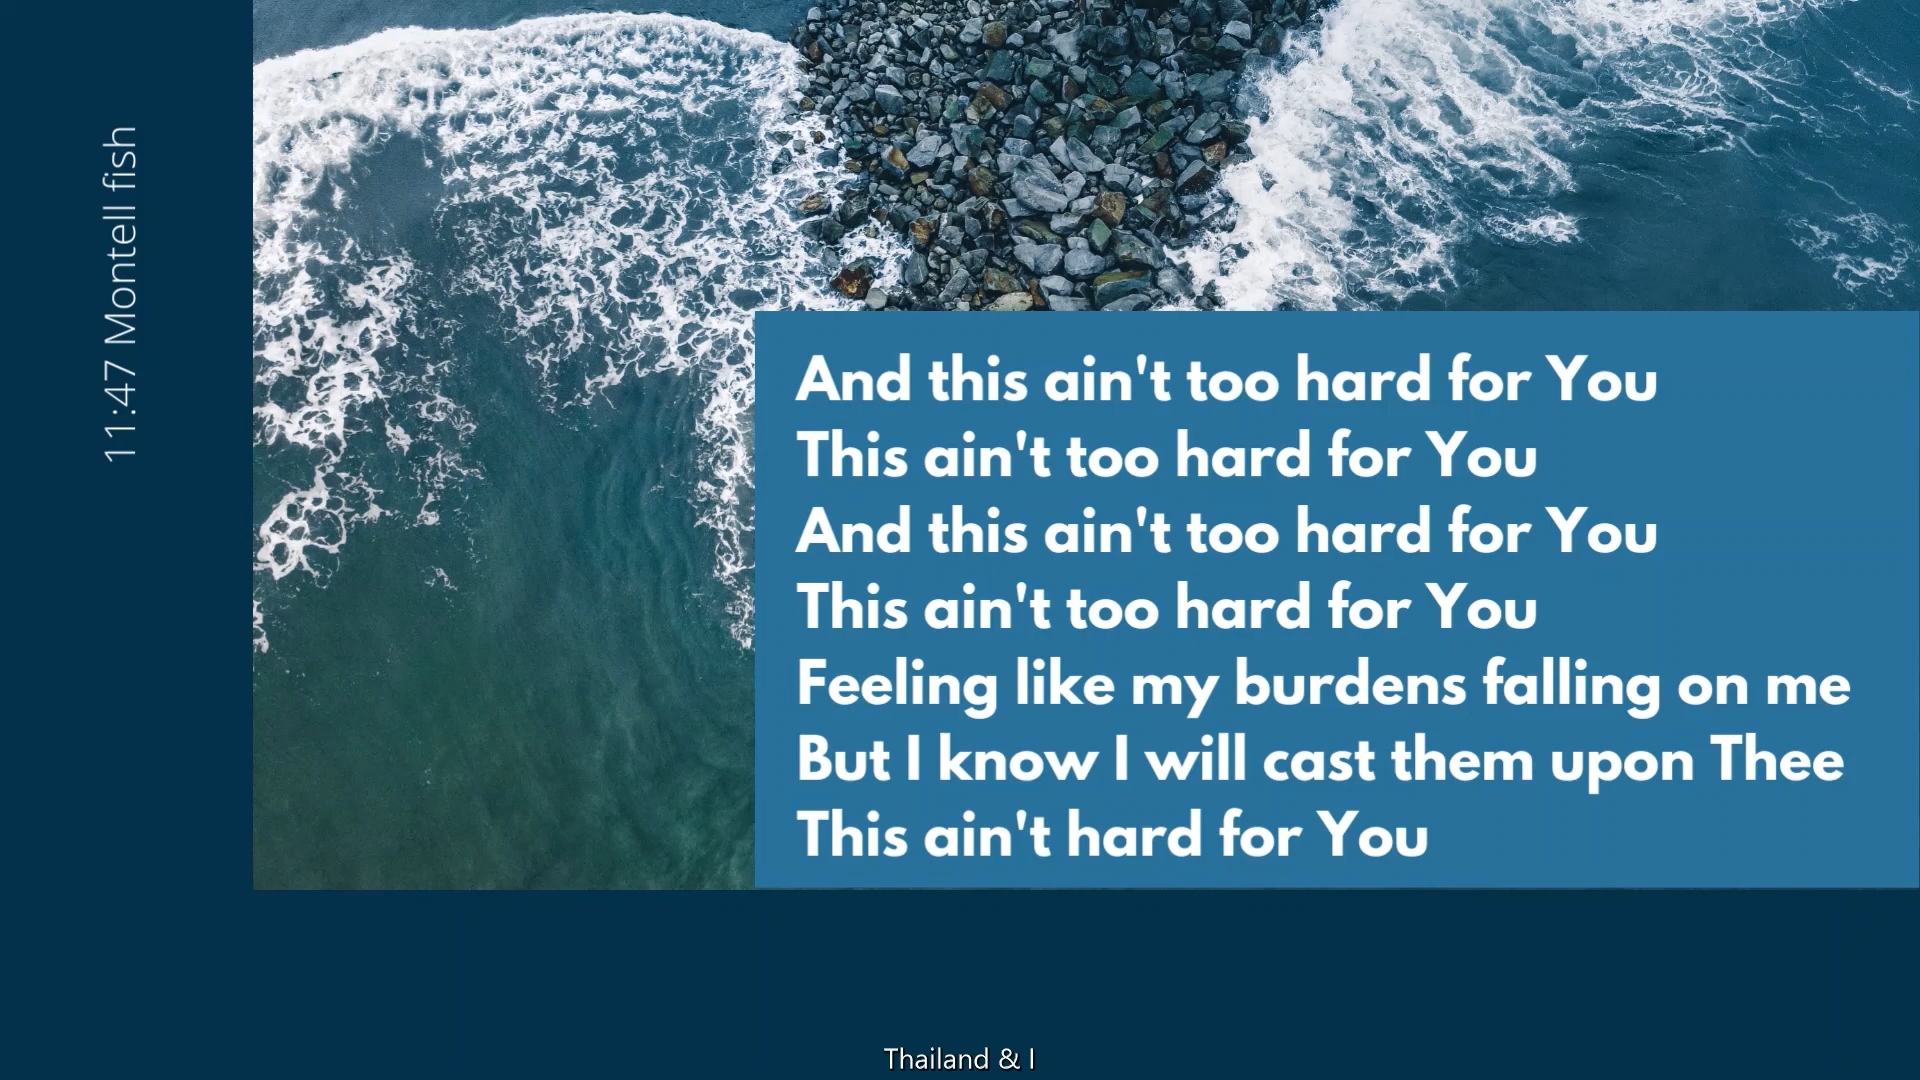 11:47 Montell fish
And this ain't too hard for You
This ain't too hard for You
And this ain't too hard for You
This ain't too hard for You
Feeling like my burdens falling on me
But I know I will cast them upon Thee
This ain't hard for You
Thailand & I